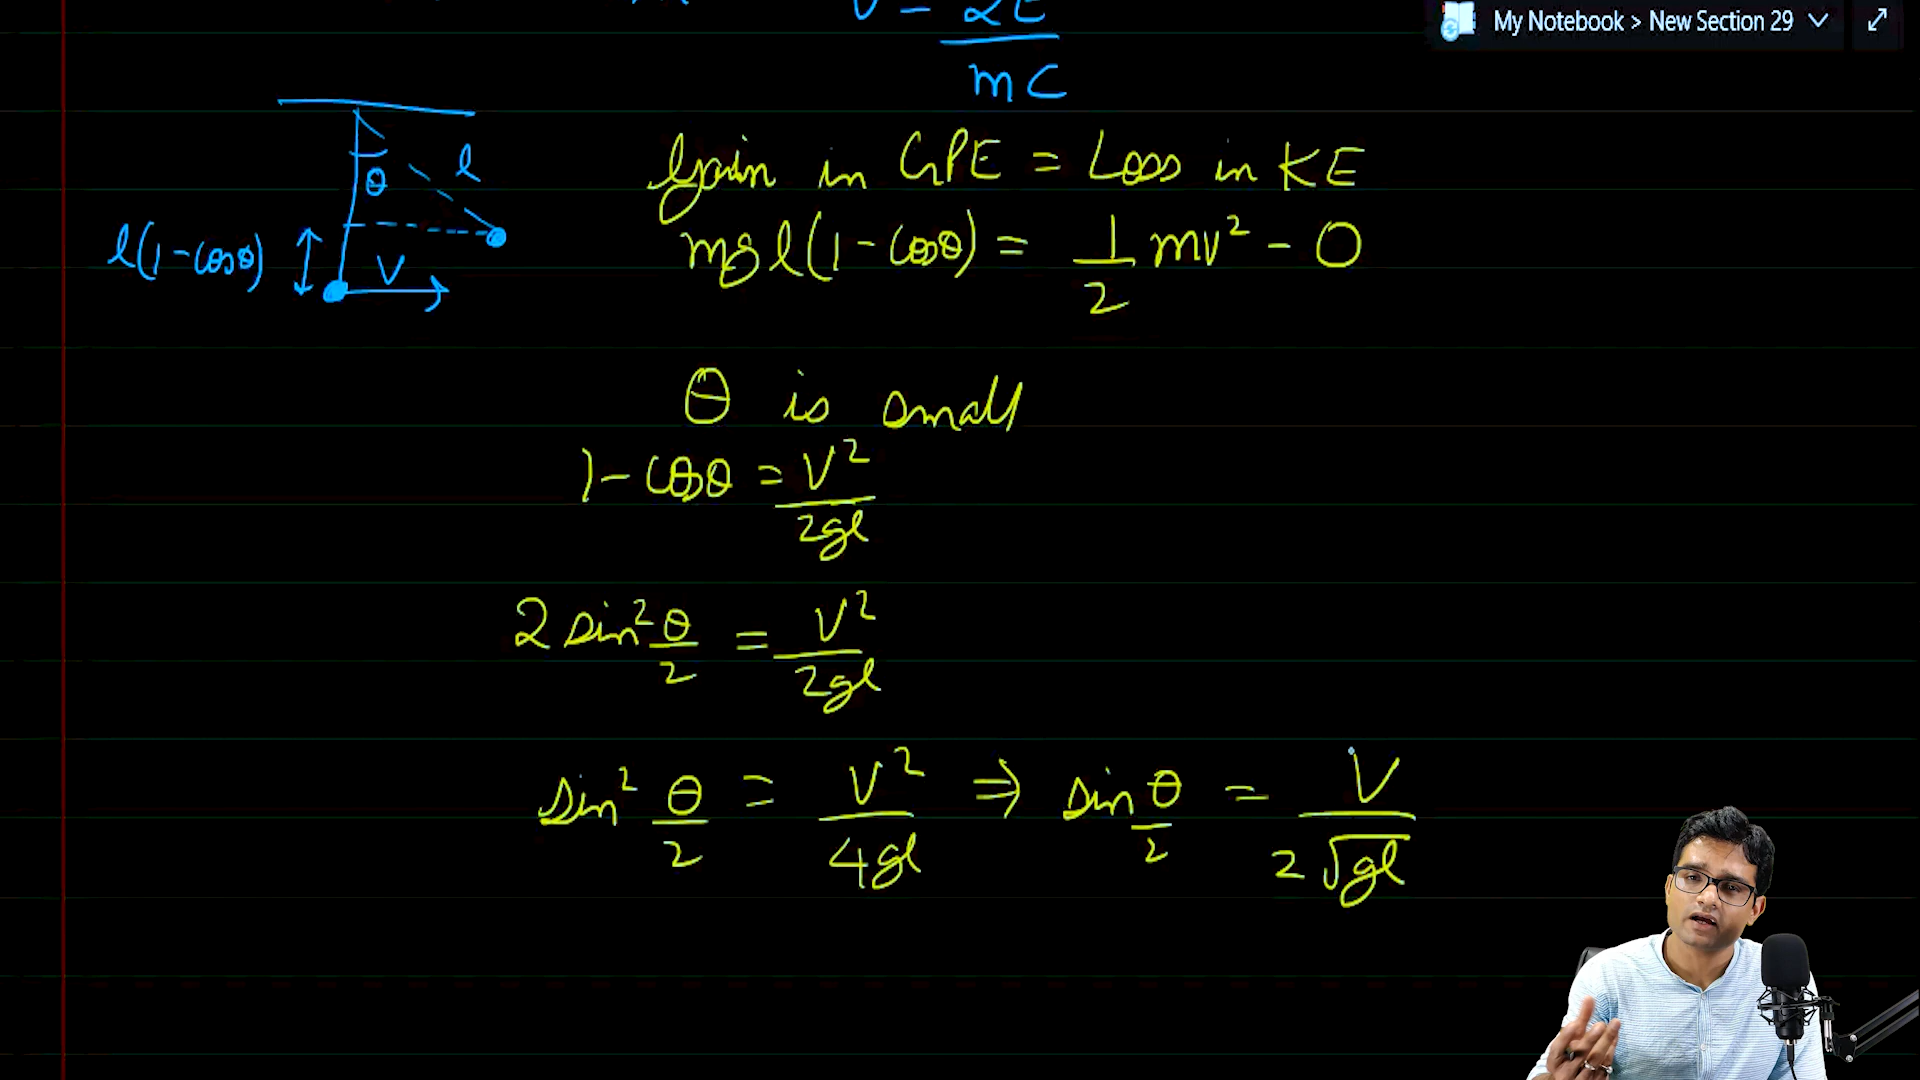 V = 2E / mC
My Notebook > New Section 29
θ
l
l(1-cosθ)
V
Gain in GPE = Loss in KE
mgl(1-cosθ) = 1/2 mv² - 0
θ is small
1-cosθ = V²/2gl
2 sin² θ/2 = V²/2gl
sin² θ/2 = V²/4gl ⇒ sin θ/2 = V/2√gl